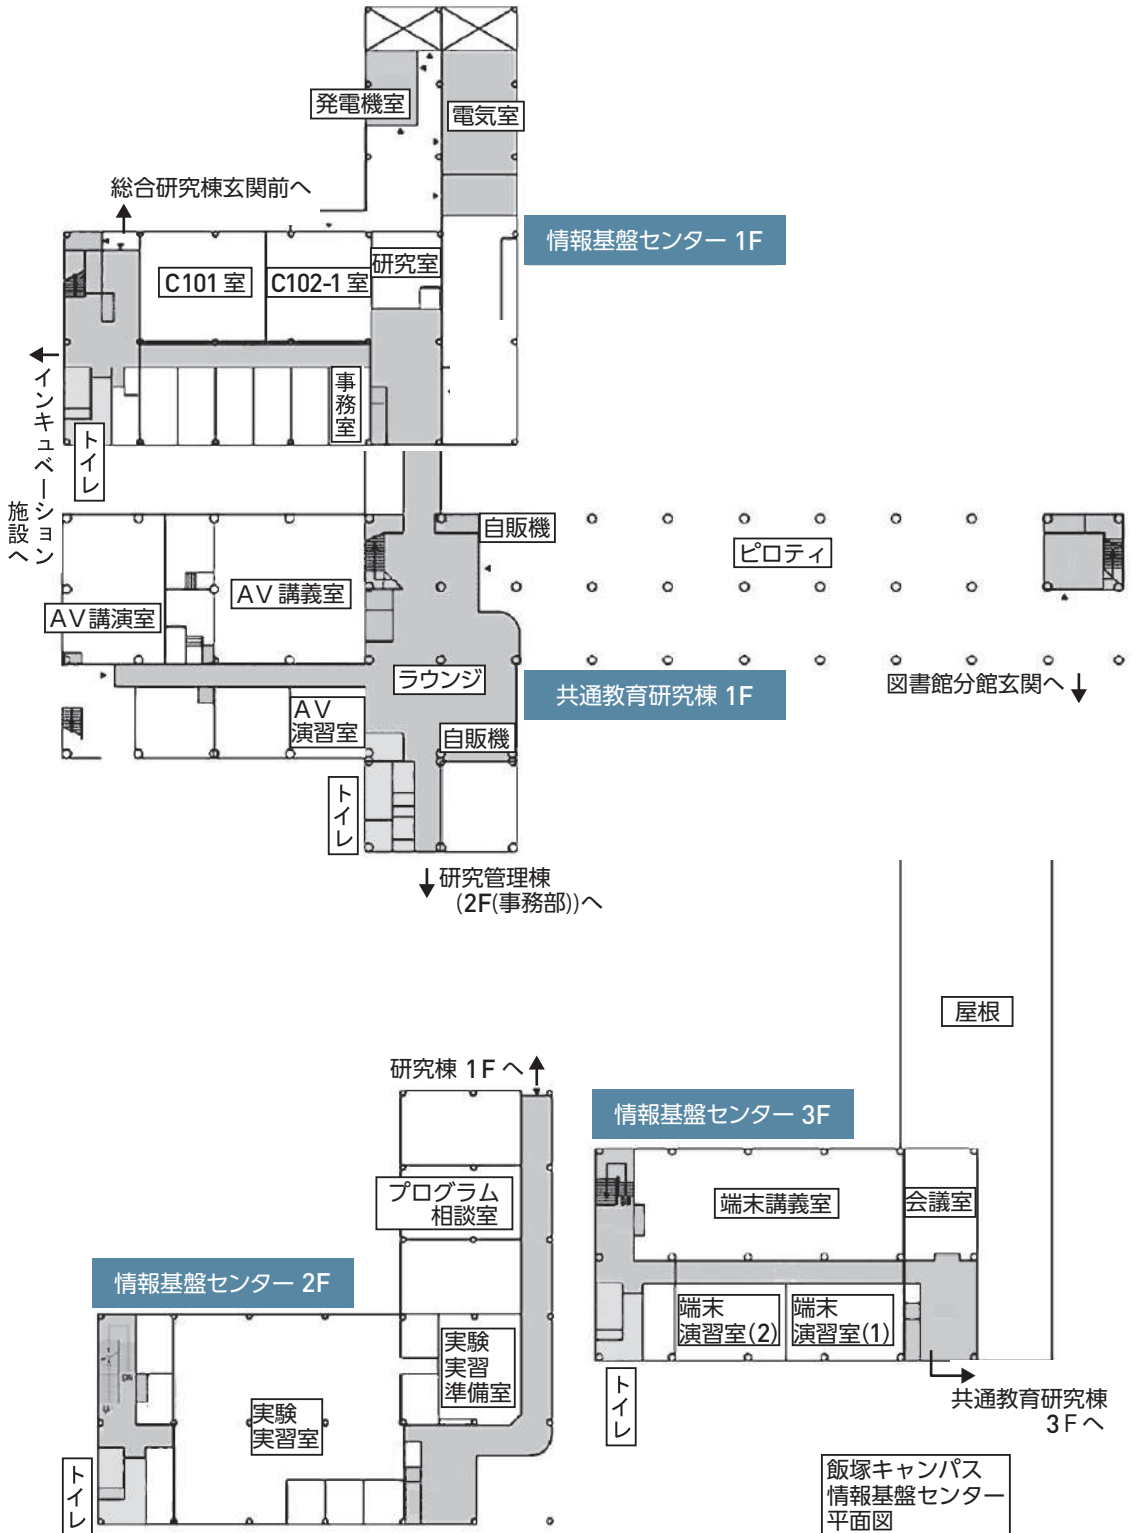 発電機室
電気室
総合研究棟玄関前へ
情報基盤センター 1F
研究室
C101 室
C102-1 室
事務室
トイレ
インキュベーション
施設へ
自販機
ピロティ
AV 講義室
AV 講演室
ラウンジ
共通教育研究棟 1F
図書館分館玄関へ
AV
演習室
自販機
トイレ
研究管理棟
(2F(事務部))へ
屋根
研究棟 1F へ
情報基盤センター 3F
プログラム
相談室
端末講義室
会議室
情報基盤センター 2F
端末
演習室(2)
端末
演習室(1)
実験
実習
準備室
実験
実習室
トイレ
共通教育研究棟
3Fへ
トイレ
飯塚キャンパス
情報基盤センター
平面図